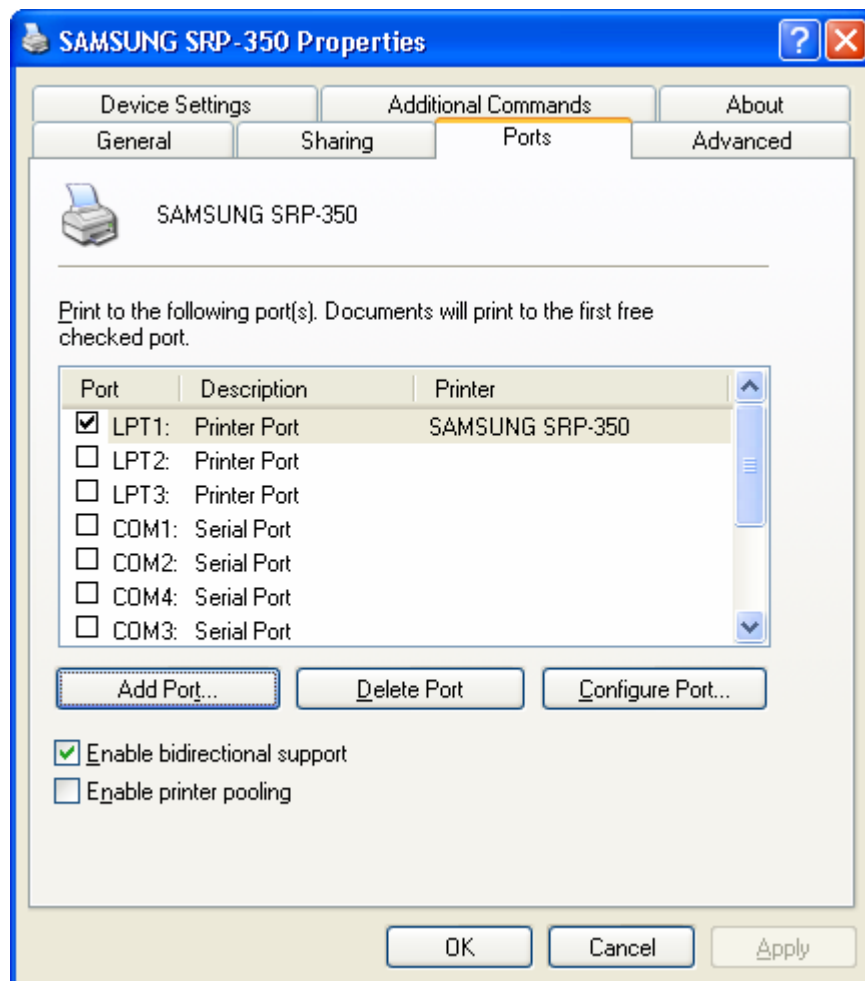 SAMSUNG SRP-350 Properties
Device Settings Additional Commands About
General Sharing Ports Advanced
SAMSUNG SRP-350
Print to the following port(s). Documents will print to the first free
checked port.
Port Description Printer
LPT1: Printer Port SAMSUNG SRP-350
LPT2: Printer Port
LPT3: Printer Port
COM1: Serial Port
COM2: Serial Port
COM4: Serial Port
COM3: Serial Port
Add Port... Delete Port Configure Port...
Enable bidirectional support
Enable printer pooling
OK Cancel Apply